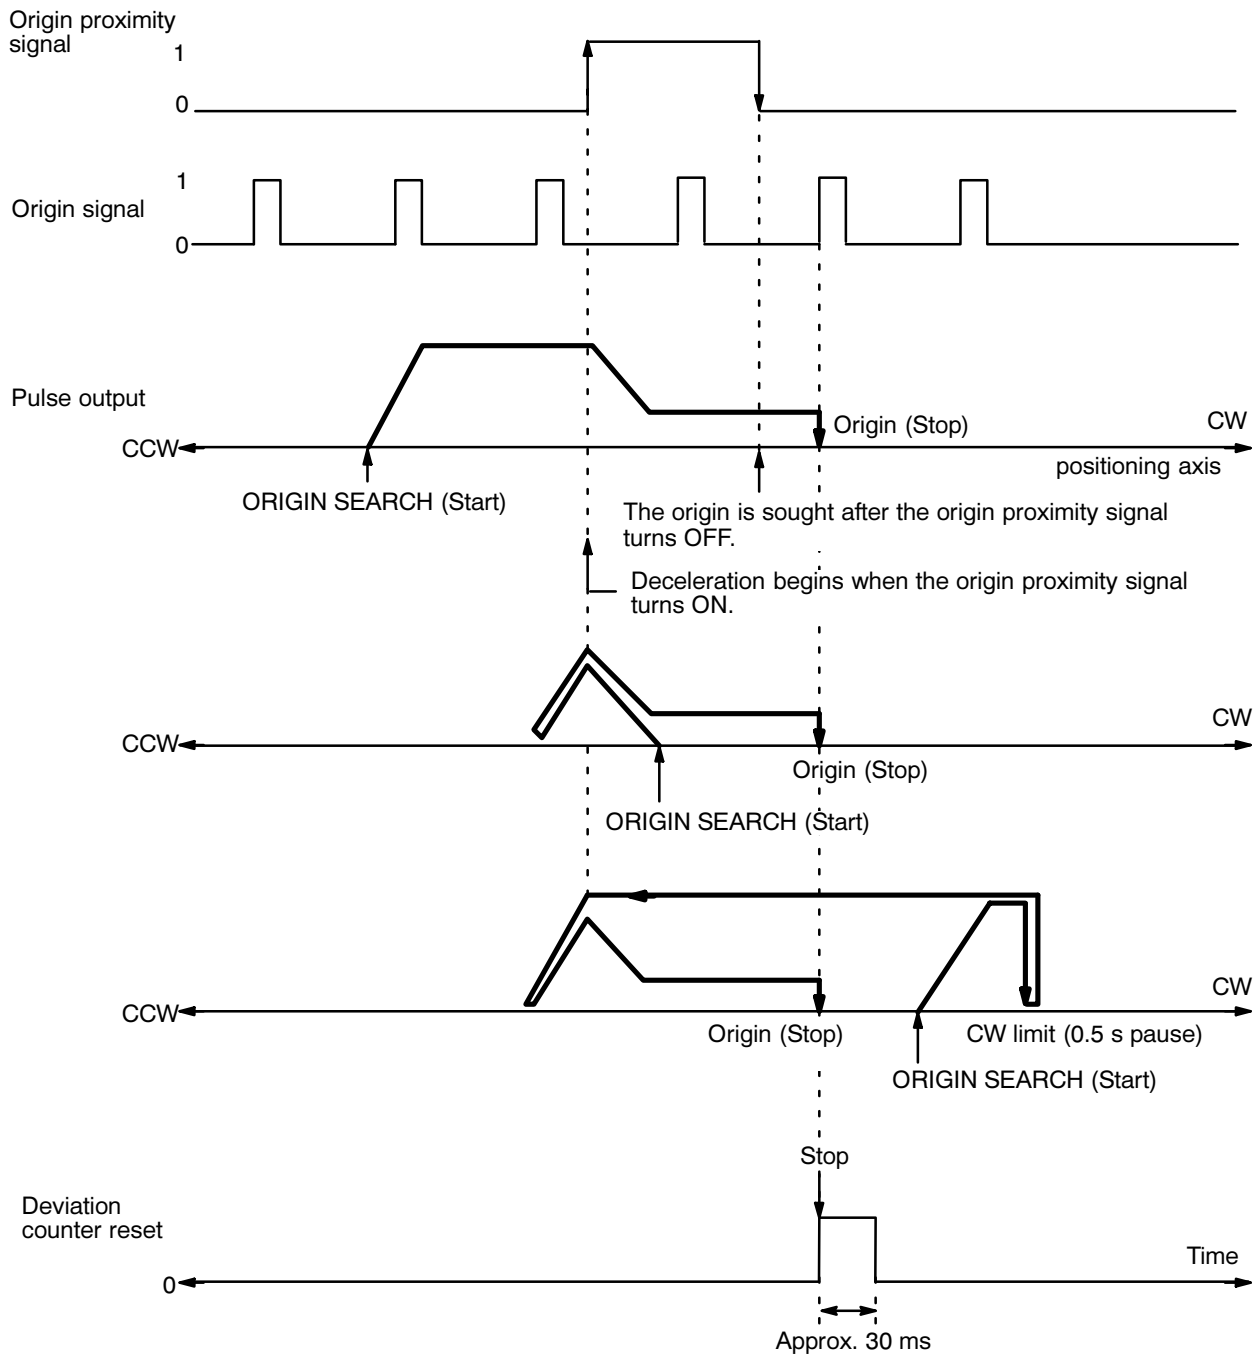 Origin proximity
signal
1
0
Origin signal
1
0
Pulse output
Origin (Stop)
CW
CCW
positioning axis
ORIGIN SEARCH (Start)
The origin is sought after the origin proximity signal
turns OFF.
Deceleration begins when the origin proximity signal
turns ON.
CW
CCW
Origin (Stop)
ORIGIN SEARCH (Start)
CW
CCW
Origin (Stop)
CW limit (0.5 s pause)
ORIGIN SEARCH (Start)
Stop
Deviation
counter reset
Time
0
Approx. 30 ms